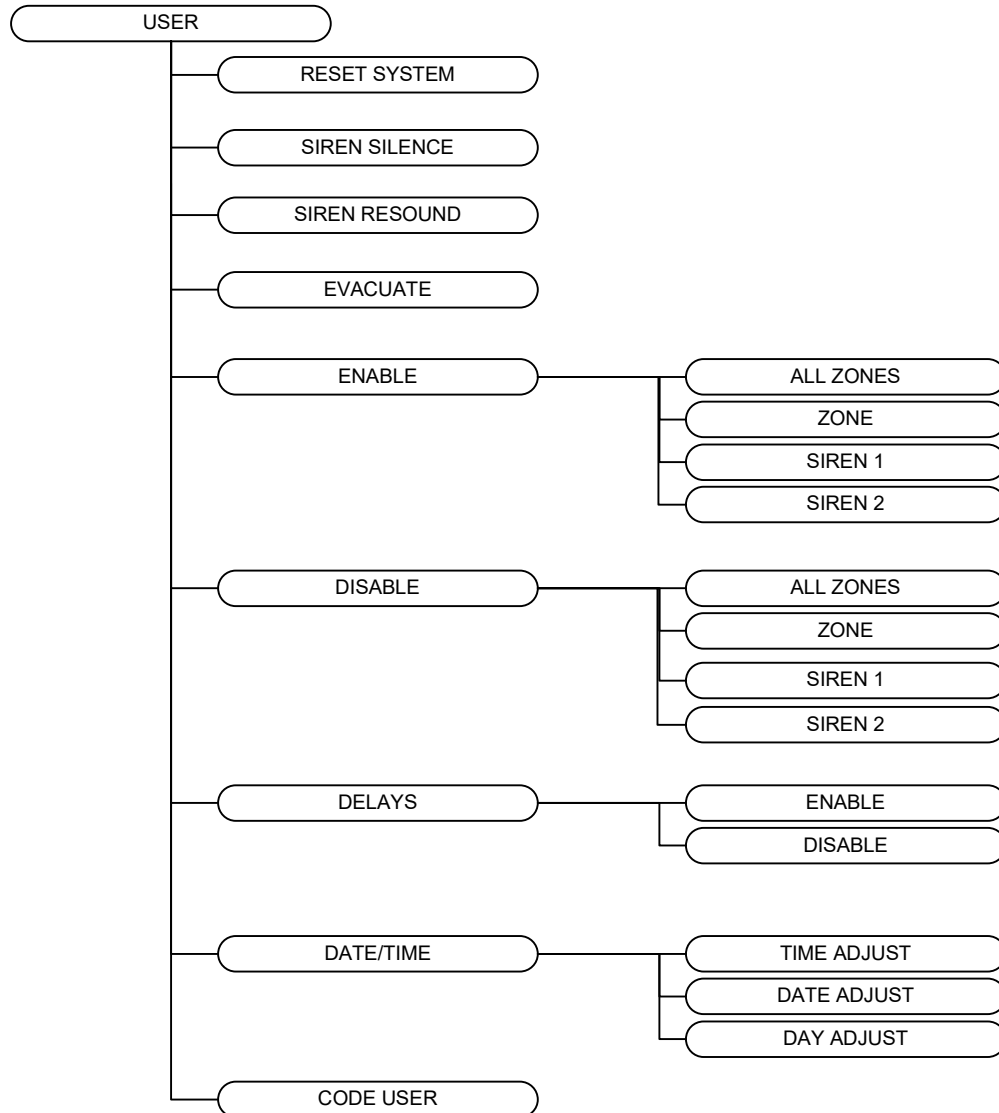 USER
RESET SYSTEM
SIREN SILENCE
SIREN RESOUND
EVACUATE
ENABLE
ALL ZONES
ZONE
SIREN 1
SIREN 2
DISABLE
ALL ZONES
ZONE
SIREN 1
SIREN 2
DELAYS
ENABLE
DISABLE
DATE/TIME
TIME ADJUST
DATE ADJUST
DAY ADJUST
CODE USER